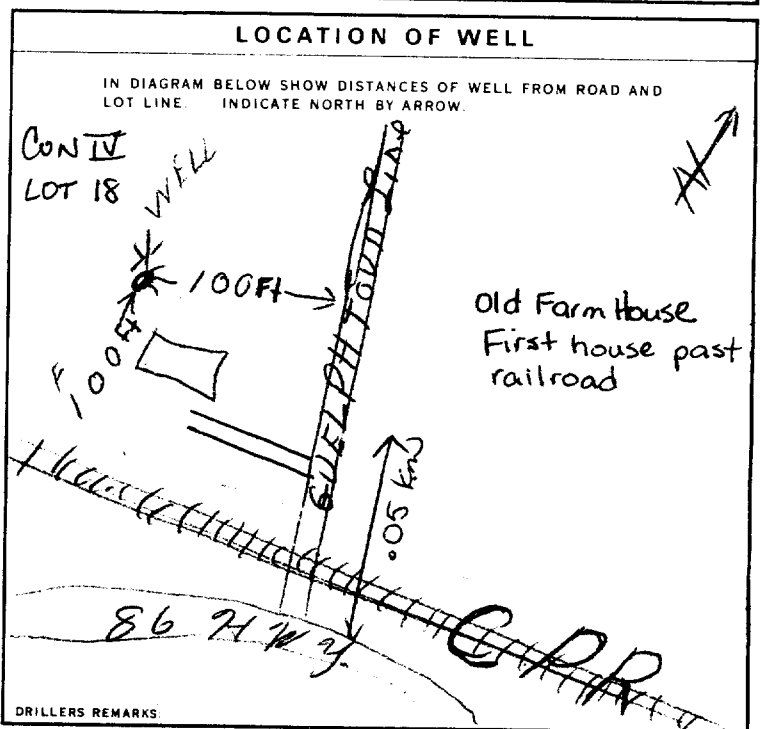 LOCATION OF WELL
IN DIAGRAM BELOW SHOW DISTANCES OF WELL FROM ROAD AND
LOT LINE. INDICATE NORTH BY ARROW.
CON IV
LOT 18
WELL
N
100Ft
100ft
Old Farm House
First house past
railroad
GUELPH
Line
.05 km
86 HWY.
CPR
DRILLERS REMARKS: